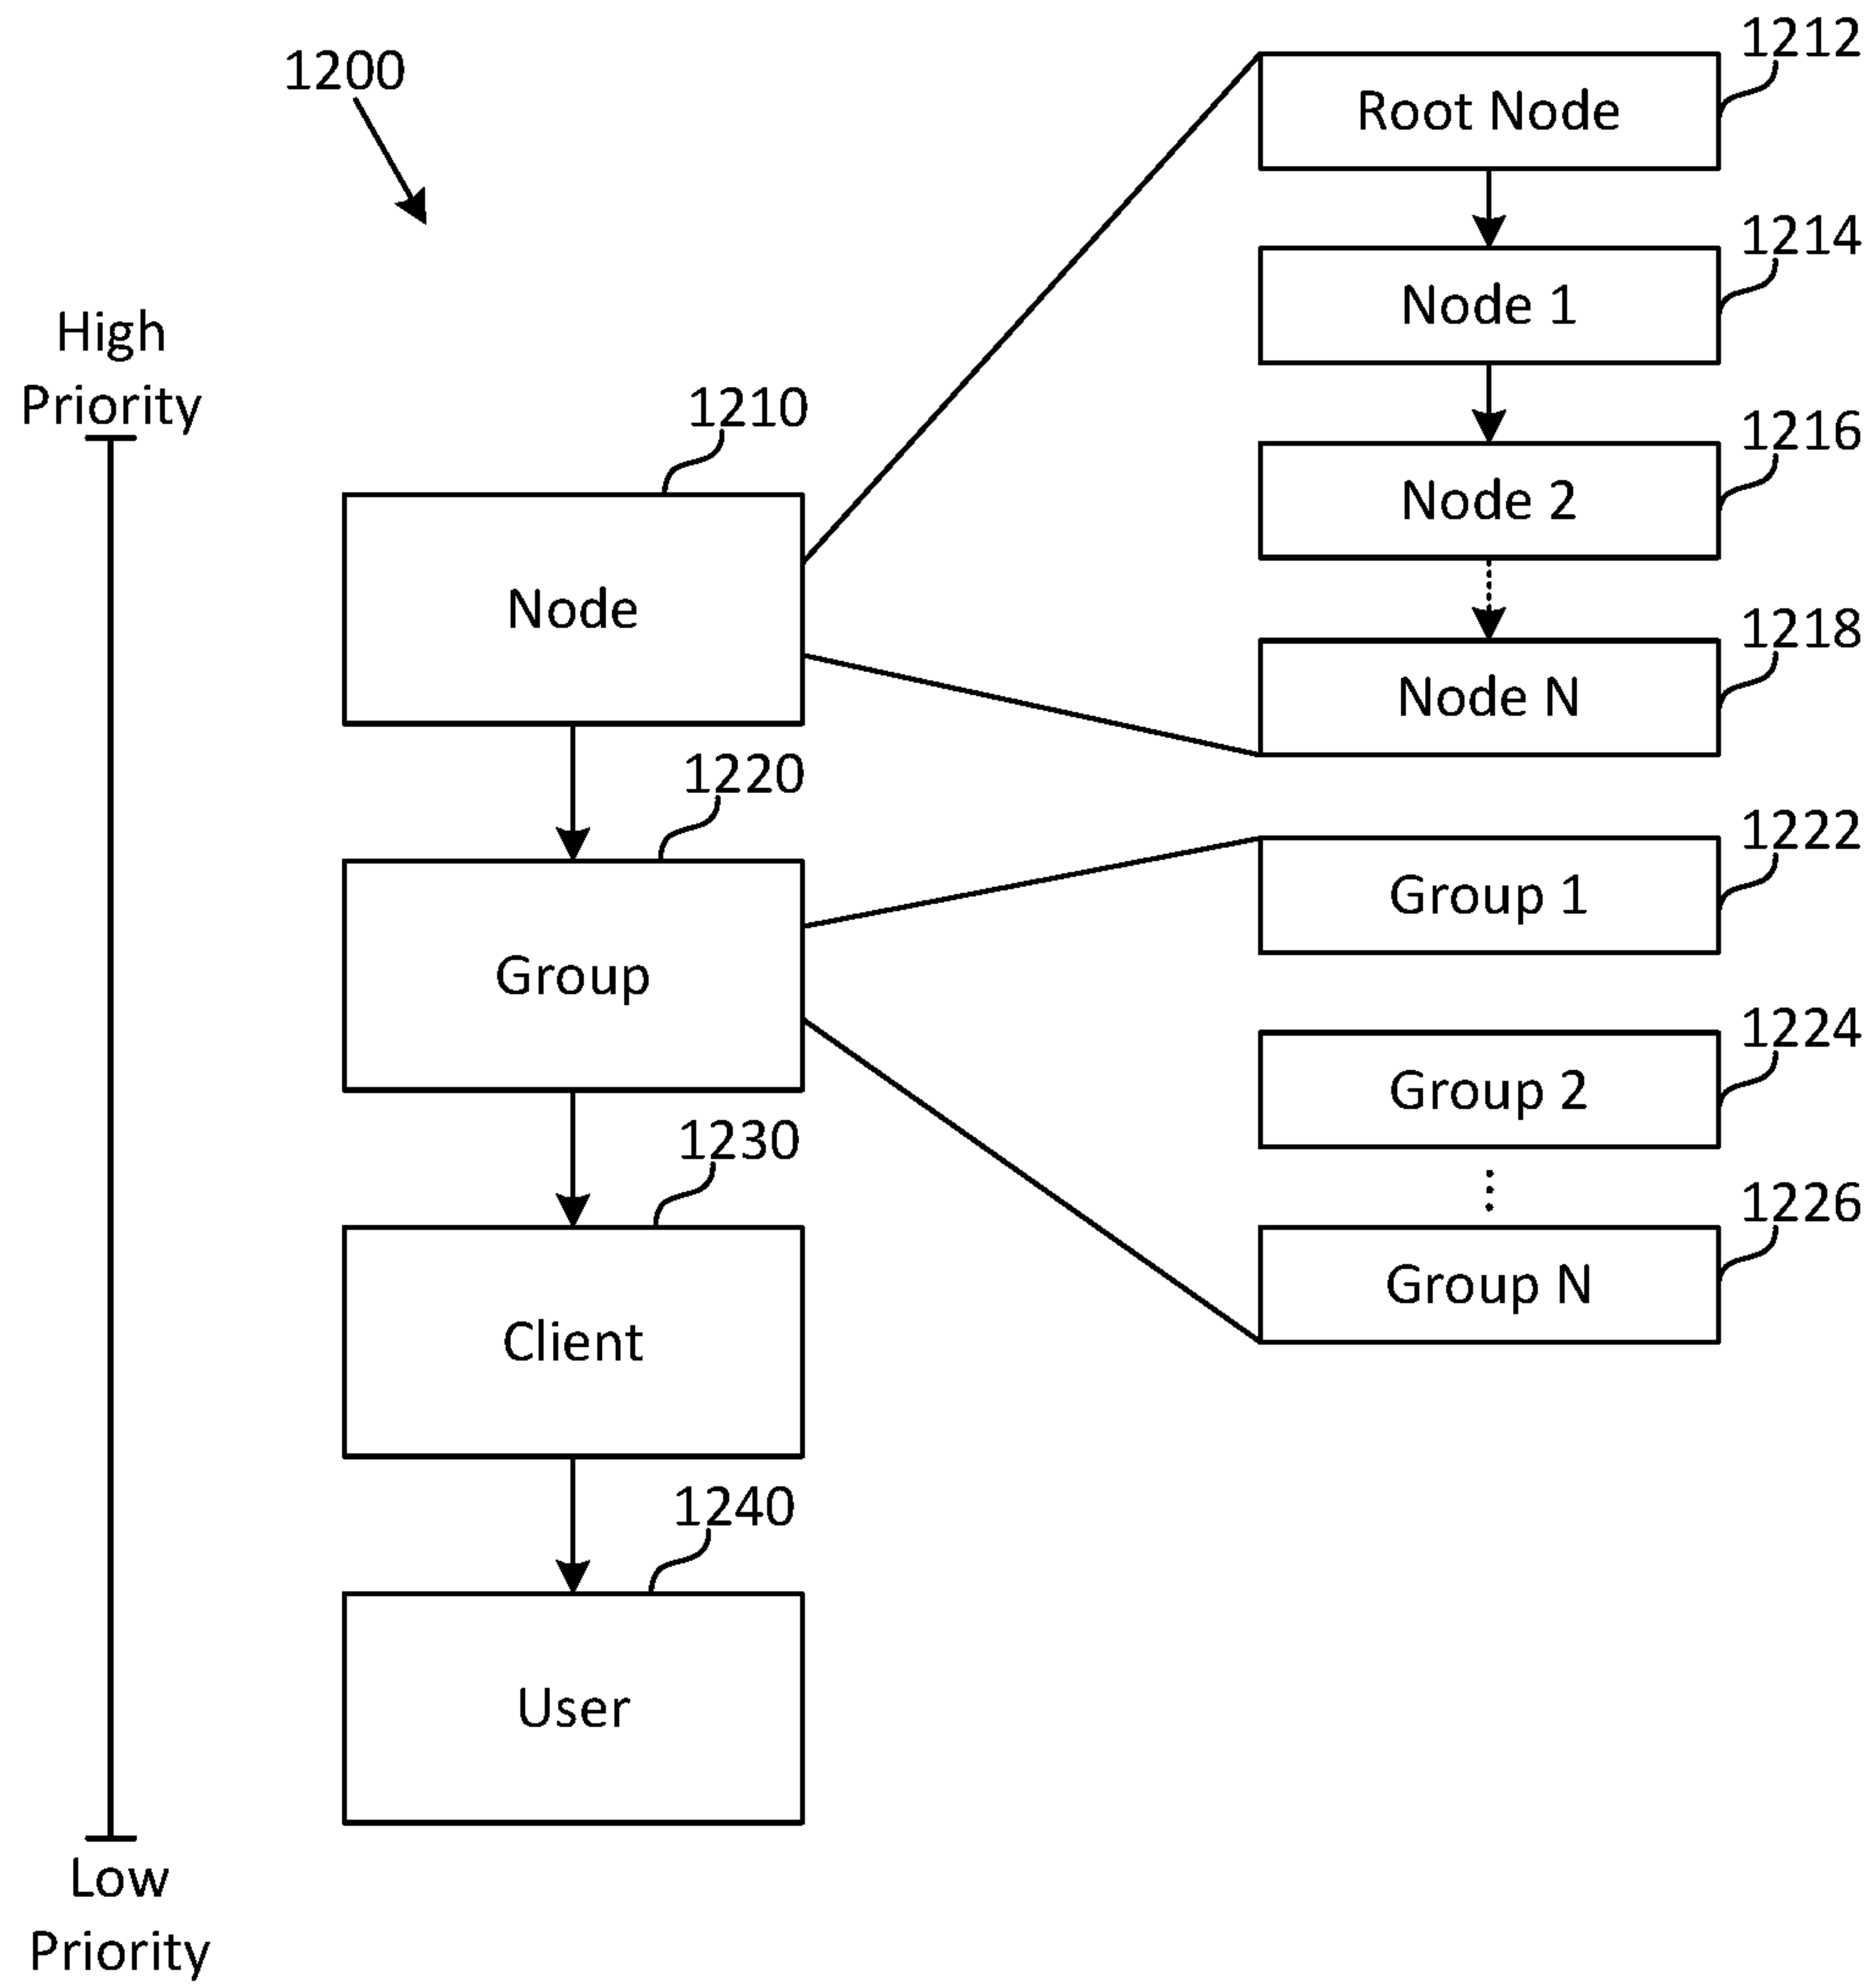 1200
High
Priority
1210
Node
1220
Group
1230
Client
1240
User
Low
Priority
1212
Root Node
1214
Node 1
1216
Node 2
1218
Node N
1222
Group 1
1224
Group 2
1226
Group N